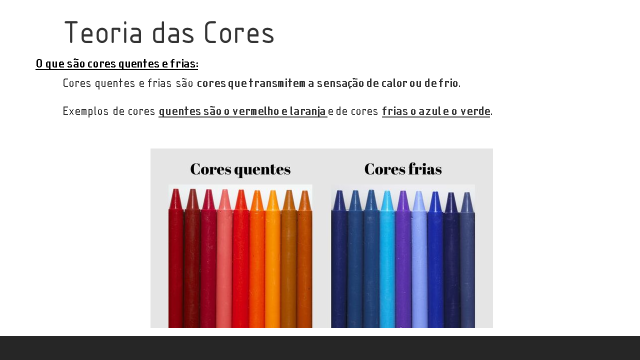 Teoria das Cores
O que são cores quentes e frias:
Cores quentes e frias são cores que transmitem a sensação de calor ou de frio.
Exemplos de cores quentes são o vermelho e laranja e de cores frias o azul e o verde.
Cores quentes
Cores frias